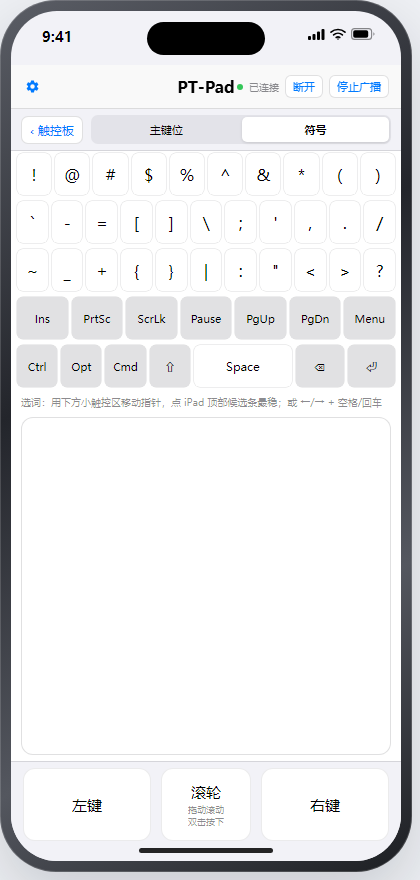 9:41
PT-Pad 已连接 断开 停止广播
‹ 触控板 主键位 符号
! @ # $ % ^ & * ( )
` - = [ ] \ ; ' , . /
~ _ + { } | : " < > ?
Ins PrtSc ScrLk Pause PgUp PgDn Menu
Ctrl Opt Cmd ⇧ Space ⌫ ⏎
选词：用下方小触控区移动指针，点 iPad 顶部候选条最稳；或 ←/→ + 空格/回车
左键 滚轮 右键
拖动滚动
双击按下